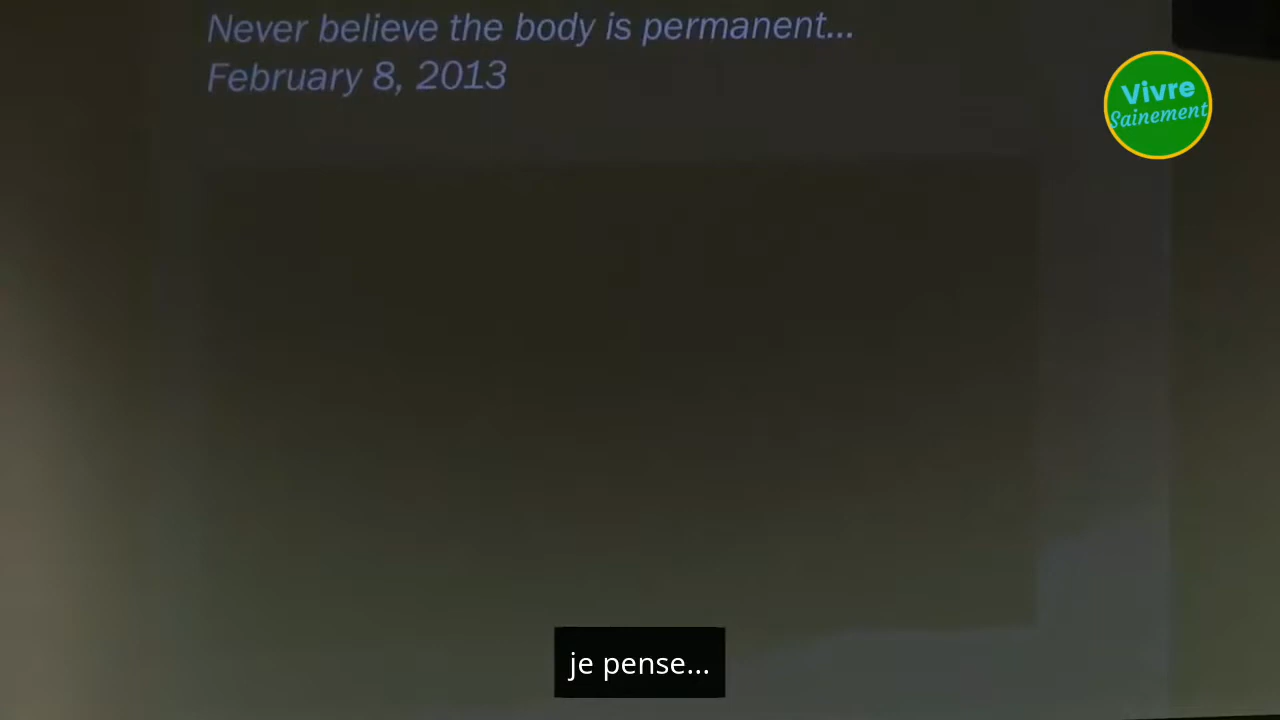 Never believe the body is permanent...
February 8, 2013
Vivre
Sainement
je pense...